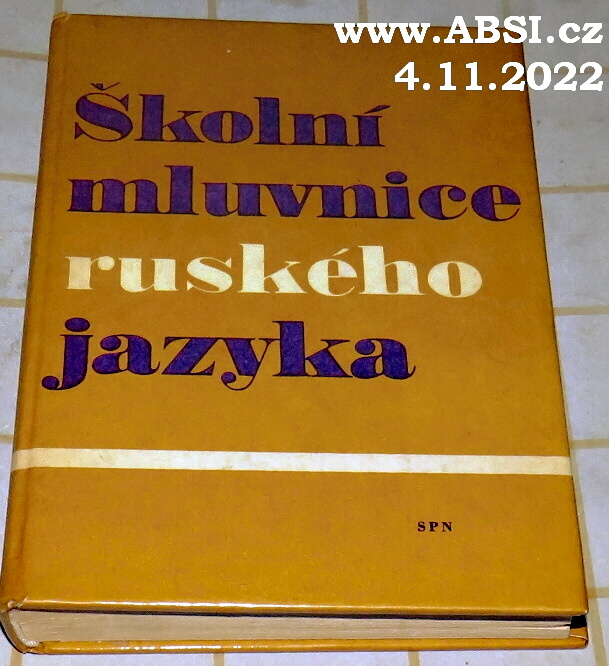 www.ABSI.cz
4.11.2022
Školní
mluvnice
ruského
jazyka
SPN